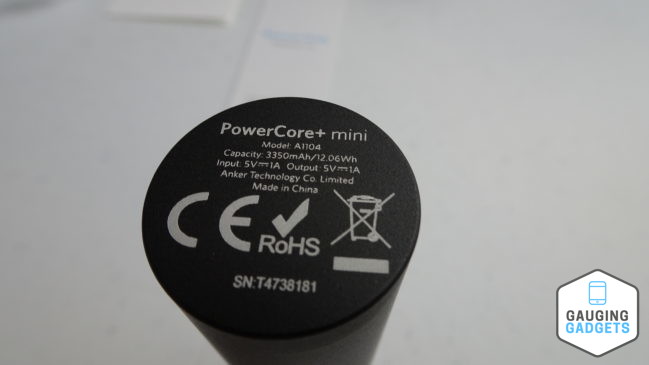 PowerCore+ mini
Model: A1104
Capacity: 3350mAh/12.06Wh
Input: 5V⎓1A Output: 5V⎓1A
Anker Technology Co. Limited
Made in China
CE RoHS
SN:T4738181
GAUGING
GADGETS